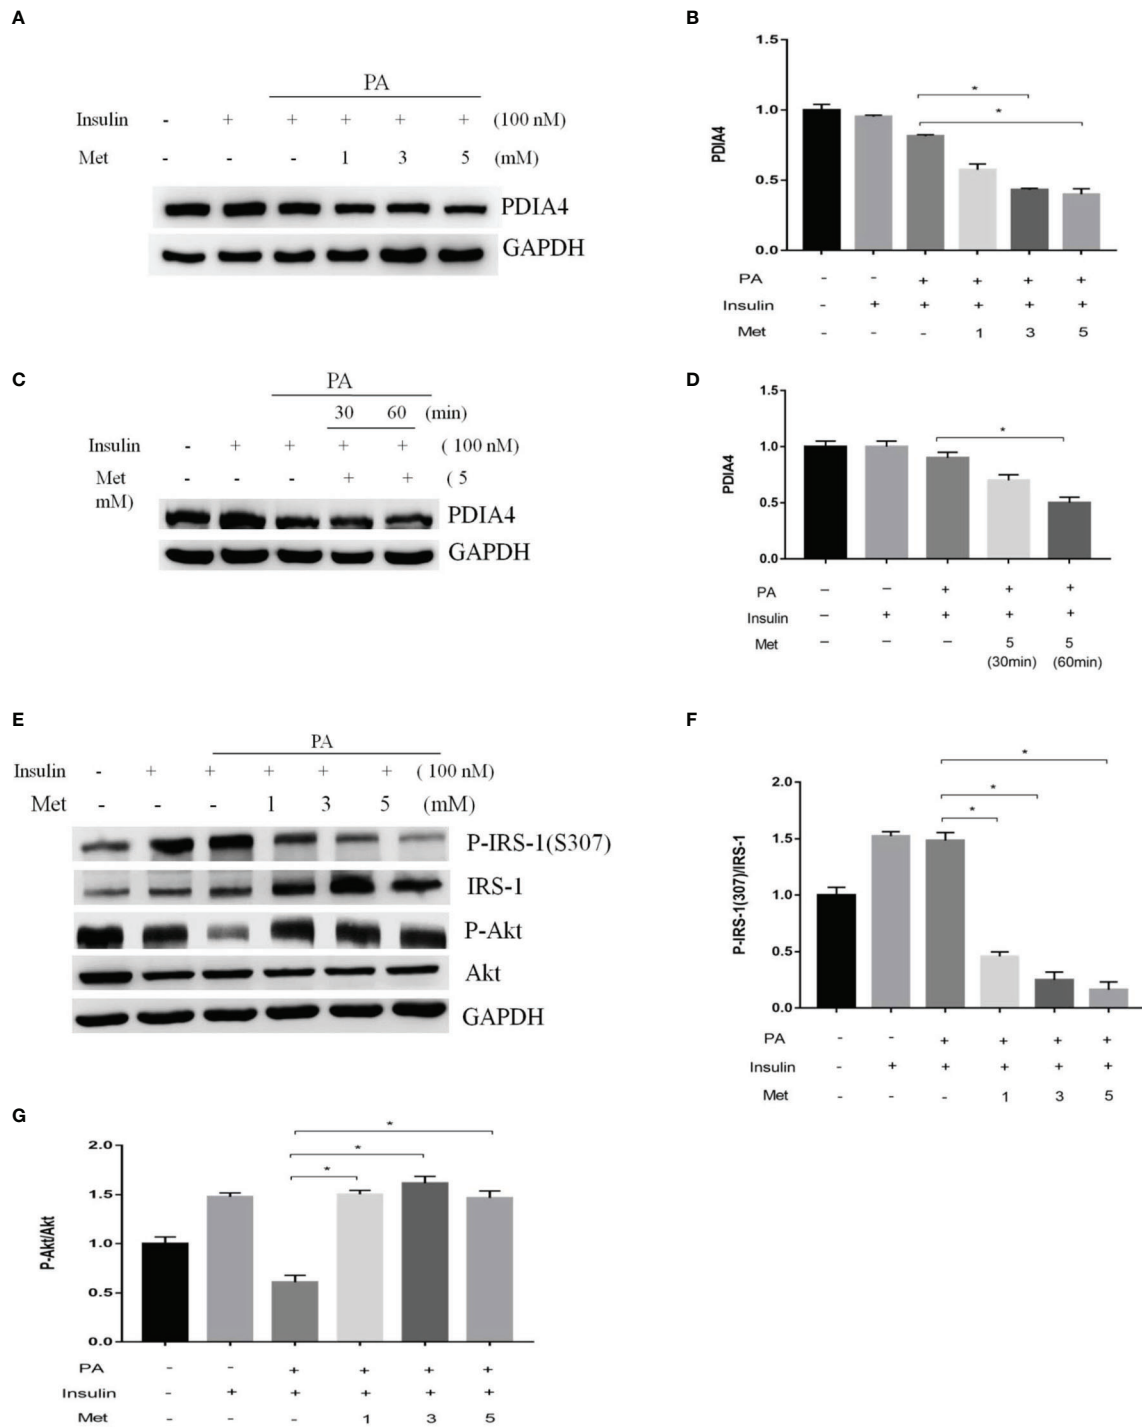 A
PA
Insulin - + + + + + (100 nM)
Met - - - 1 3 5 (mM)
PDIA4
GAPDH
B
1.5
*
*
1.0
PDIA4
0.5
0.0
PA - - + + + +
Insulin - + + + + +
Met - - - 1 3 5
C
PA
30 60 (min)
Insulin - + + + + ( 100 nM)
Met - - - + + ( 5
mM)
PDIA4
GAPDH
D
1.5
*
1.0
PDIA4
0.5
0.0
PA − − + + +
Insulin − + + + +
Met − − − 5 5
(30min) (60min)
E
PA
Insulin - + + + + + ( 100 nM)
Met - - - 1 3 5 (mM)
P-IRS-1(S307)
IRS-1
P-Akt
Akt
GAPDH
F
*
2.0
*
*
1.5
P-IRS-1(307)/IRS-1
1.0
0.5
0.0
PA - - + + + +
Insulin - + + + + +
Met - - - 1 3 5
G
*
2.0
*
*
1.5
P-Akt/Akt
1.0
0.5
0.0
PA - - + + + +
Insulin - + + + + +
Met - - - 1 3 5